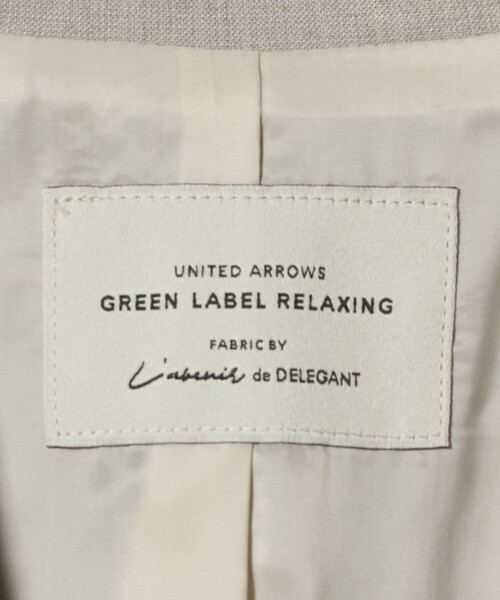 UNITED ARROWS
GREEN LABEL RELAXING
FABRIC BY
L'avenir de DELEGANT